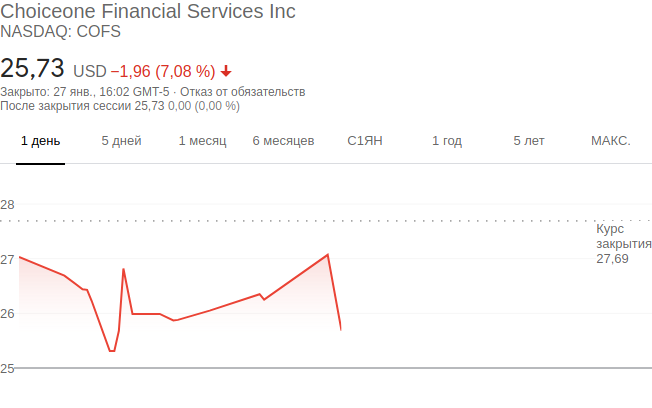 Choiceone Financial Services Inc
NASDAQ: COFS
25,73 USD −1,96 (7,08 %)
Закрыто: 27 янв., 16:02 GMT-5 · Отказ от обязательств
После закрытия сессии 25,73 0,00 (0,00 %)
1 день 5 дней 1 месяц 6 месяцев С1ЯН 1 год 5 лет МАКС.
28
Курс
закрытия
27,69
27
26
25